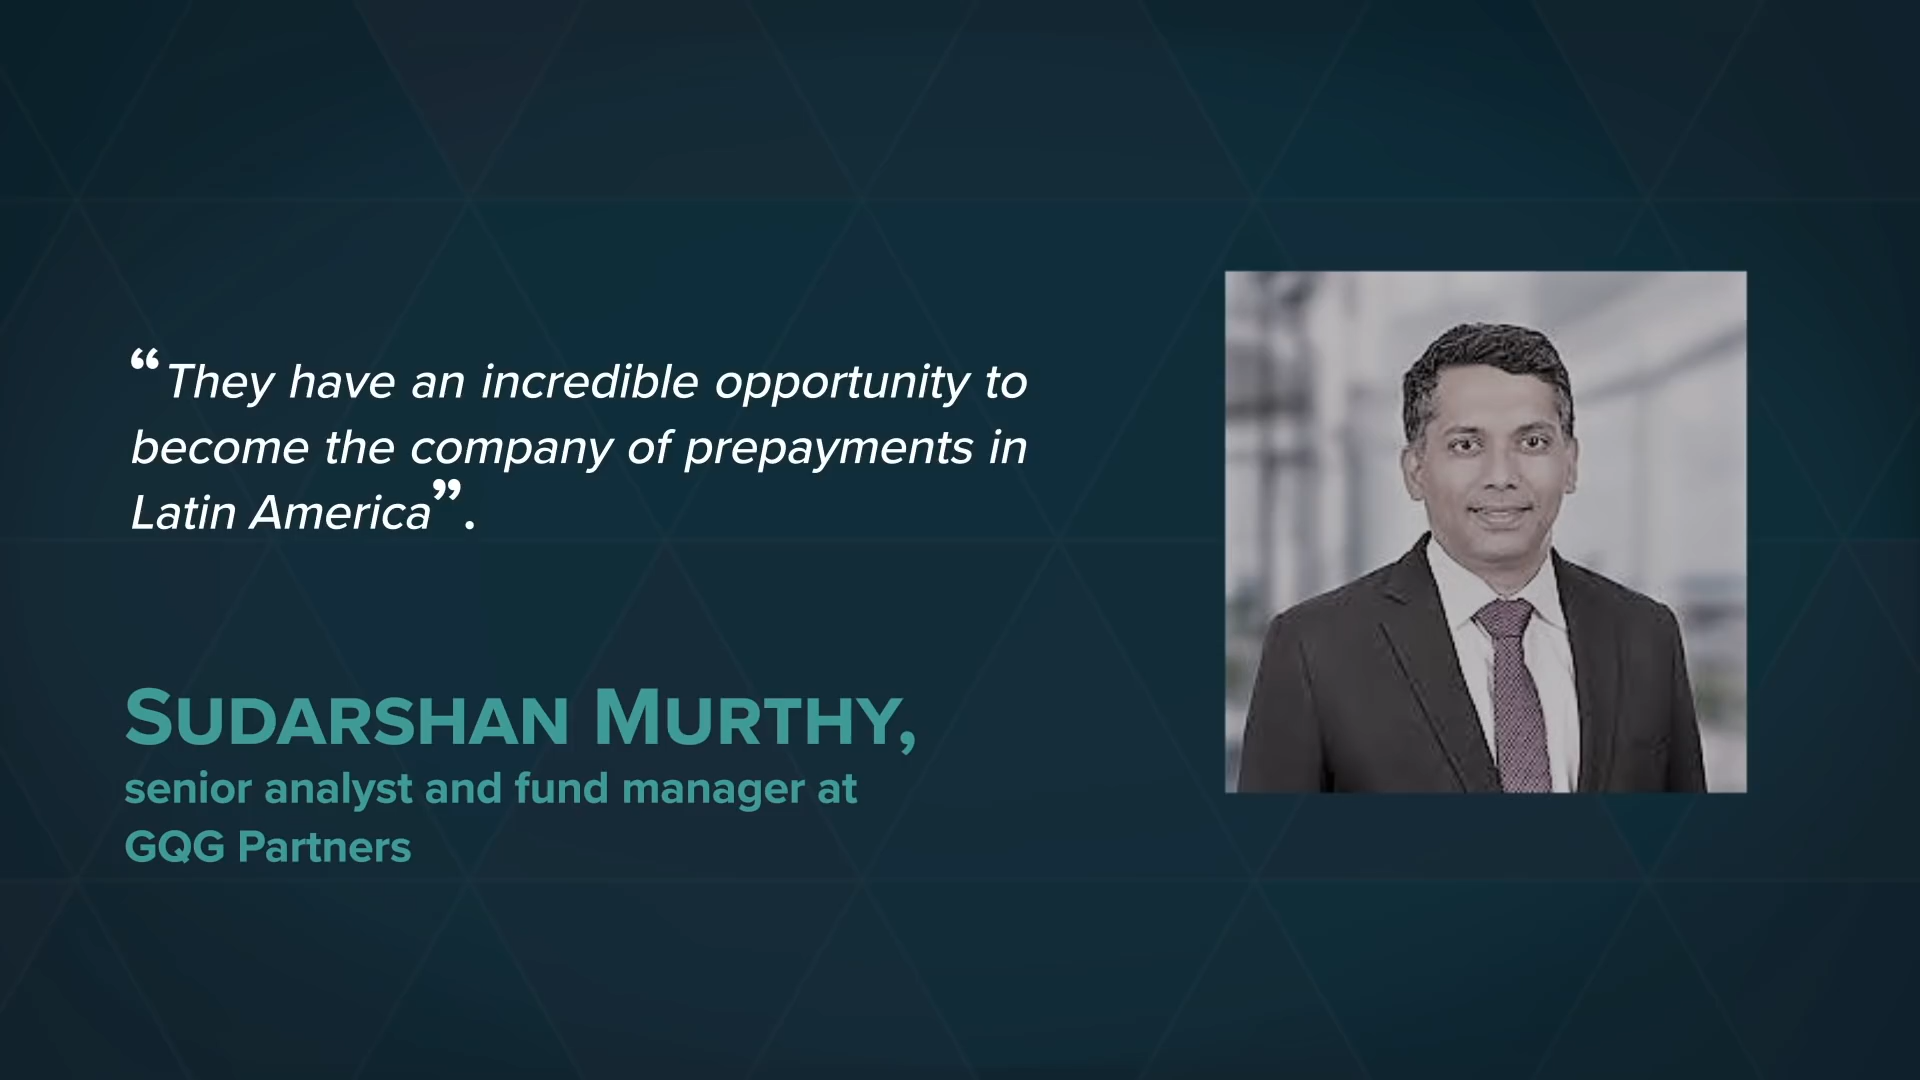 “They have an incredible opportunity to
become the company of prepayments in
Latin America”.
SUDARSHAN MURTHY,
senior analyst and fund manager at
GQG Partners